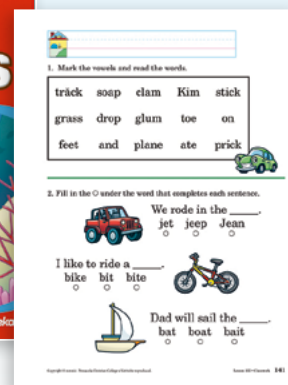 1. Mark the vowels and read the words.
trăck soap clam Kim stick
grass drop glum toe on
feet and plane ate prick
2. Fill in the O under the word that completes each sentence.
We rode in the ____.
jet jeep Jean
I like to ride a ____.
bike bit bite
Dad will sail the ____.
bat boat bait
141